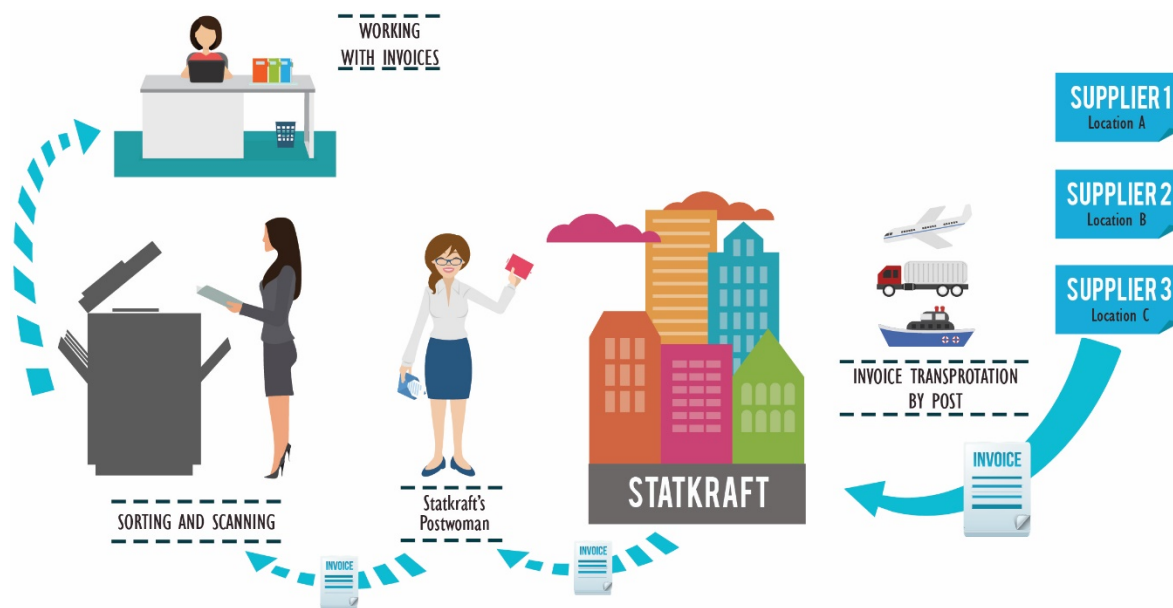 WORKING
WITH INVOICES
SUPPLIER 1
Location A
SUPPLIER 2
Location B
SUPPLIER 3
Location C
INVOICE TRANSPROTATION
BY POST
INVOICE
STATKRAFT
Statkraft's
Postwoman
SORTING AND SCANNING
INVOICE
INVOICE